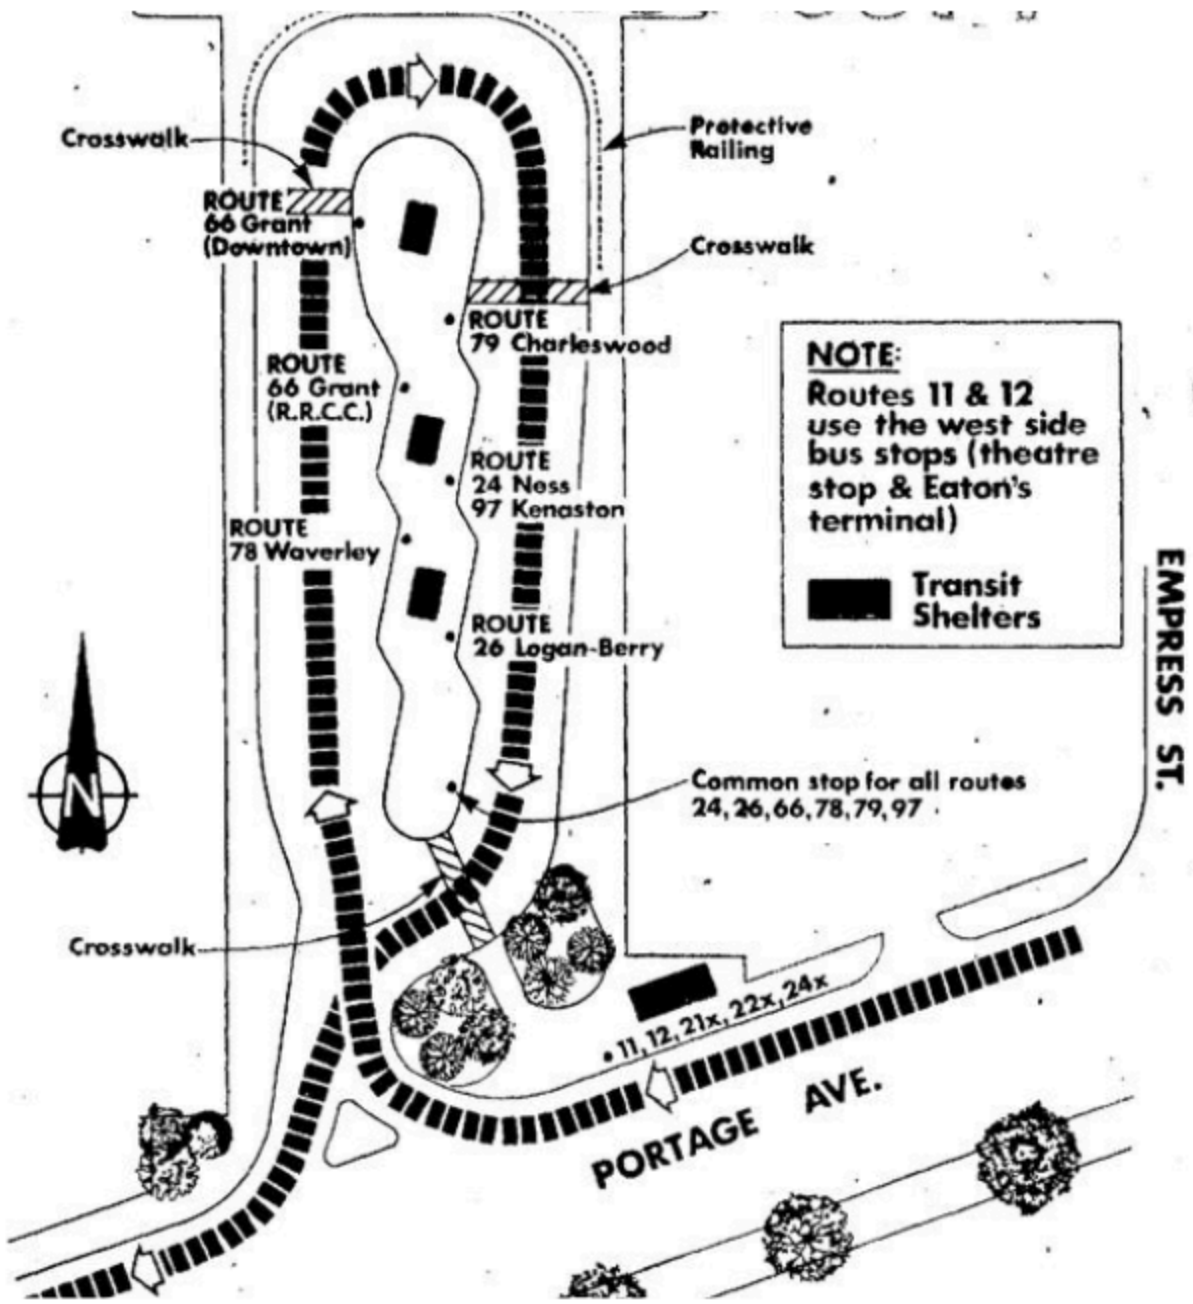 Crosswalk
Protective
Railing
ROUTE
66 Grant
(Downtown)
Crosswalk
ROUTE
79 Charleswood
ROUTE
66 Grant
(R.R.C.C.)
NOTE:
Routes 11 & 12
use the west side
bus stops (theatre
stop & Eaton's
terminal)
Transit
Shelters
ROUTE
24 Ness
97 Kenaston
ROUTE
78 Waverley
ROUTE
26 Logan-Berry
EMPRESS ST.
N
Common stop for all routes
24,26,66,78,79,97
Crosswalk
11, 12, 21x, 22x, 24x
PORTAGE AVE.